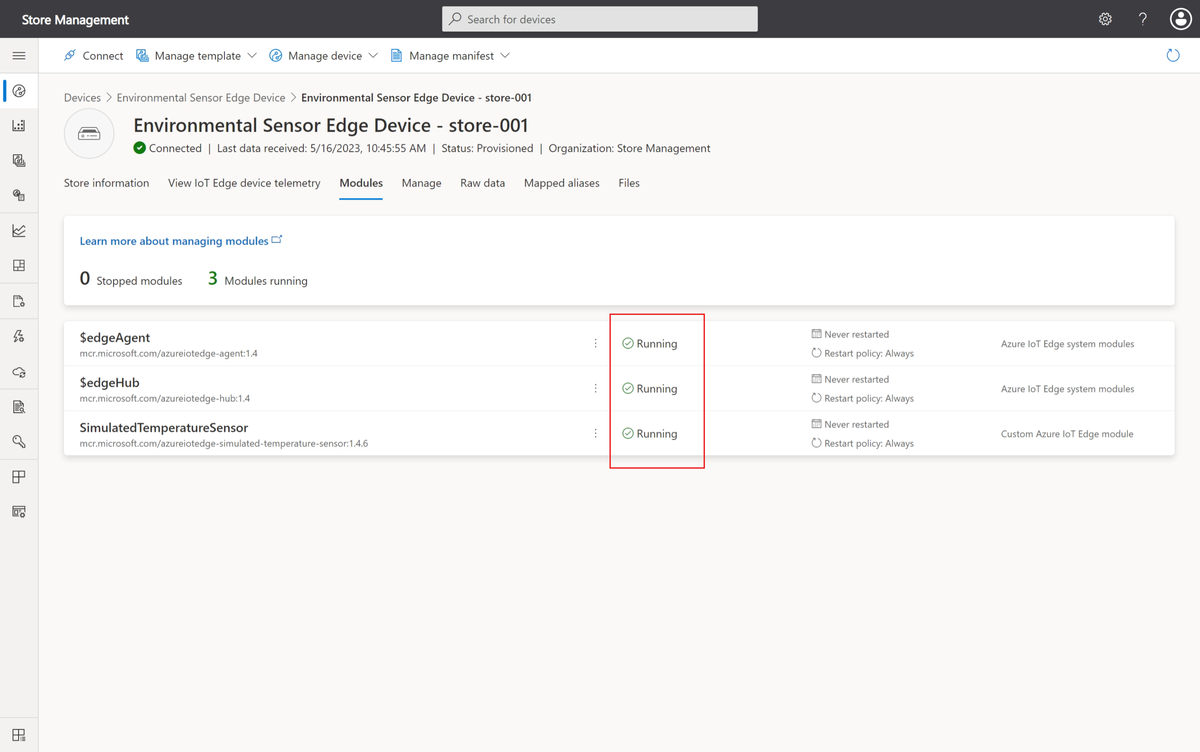 Store Management
Search for devices
?
Connect
Manage template
Manage device
Manage manifest
Devices > Environmental Sensor Edge Device > Environmental Sensor Edge Device - store-001
Environmental Sensor Edge Device - store-001
Connected | Last data received: 5/16/2023, 10:45:55 AM | Status: Provisioned | Organization: Store Management
Store information
View IoT Edge device telemetry
Modules
Manage
Raw data
Mapped aliases
Files
Learn more about managing modules
0 Stopped modules
3 Modules running
$edgeAgent
mcr.microsoft.com/azureiotedge-agent:1.4
Running
Never restarted
Restart policy: Always
Azure IoT Edge system modules
$edgeHub
mcr.microsoft.com/azureiotedge-hub:1.4
Running
Never restarted
Restart policy: Always
Azure IoT Edge system modules
SimulatedTemperatureSensor
mcr.microsoft.com/azureiotedge-simulated-temperature-sensor:1.4.6
Running
Never restarted
Restart policy: Always
Custom Azure IoT Edge module